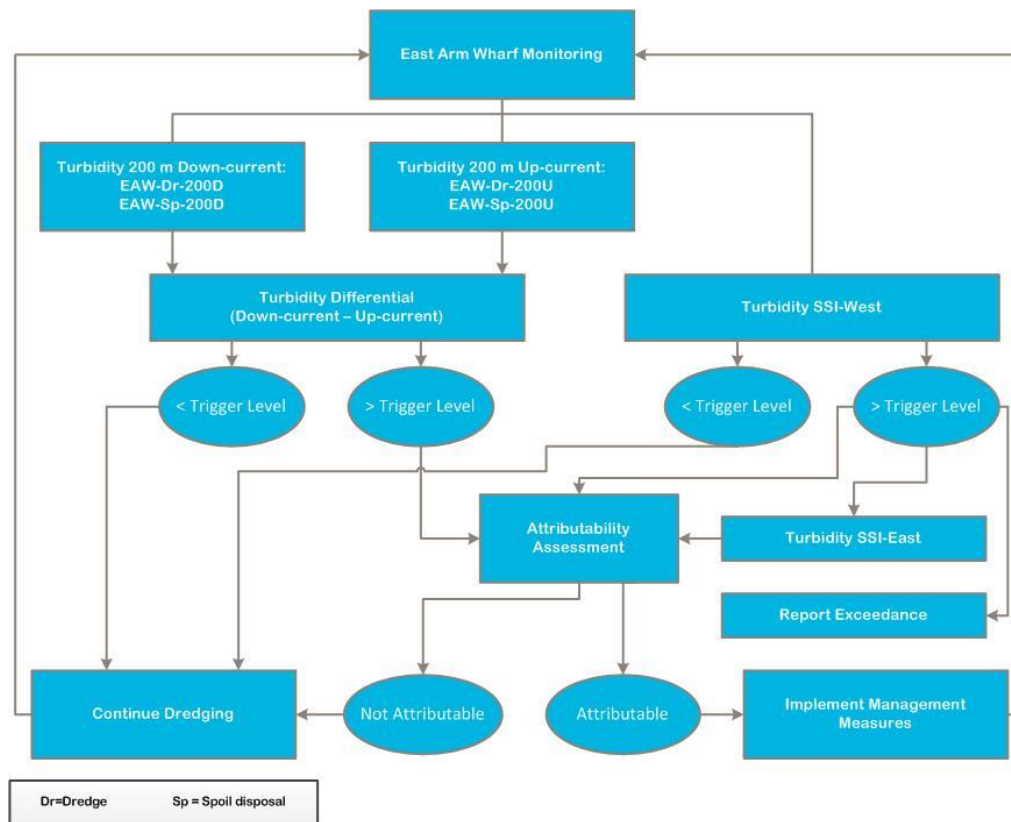 East Arm Wharf Monitoring
Turbidity 200 m Down-current:
EAW-Dr-200D
EAW-Sp-200D
Turbidity 200 m Up-current:
EAW-Dr-200U
EAW-Sp-200U
Turbidity Differential
(Down-current – Up-current)
Turbidity SSI-West
< Trigger Level
> Trigger Level
< Trigger Level
> Trigger Level
Attributability
Assessment
Turbidity SSI-East
Report Exceedance
Continue Dredging
Not Attributable
Attributable
Implement Management
Measures
Dr=Dredge
Sp = Spoil disposal